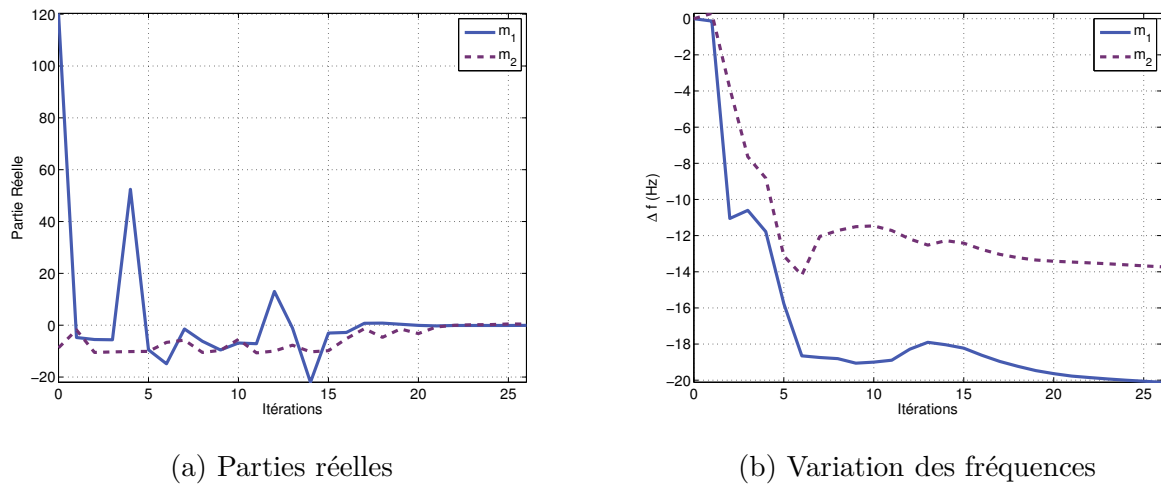 120
100
80
60
40
20
0
−20
Partie Réelle
0 5 10 15 20 25
Itérations
m1
m2
(a) Parties réelles
0
−2
−4
−6
−8
−10
−12
−14
−16
−18
−20
Δ f (Hz)
0 5 10 15 20 25
Itérations
m1
m2
(b) Variation des fréquences